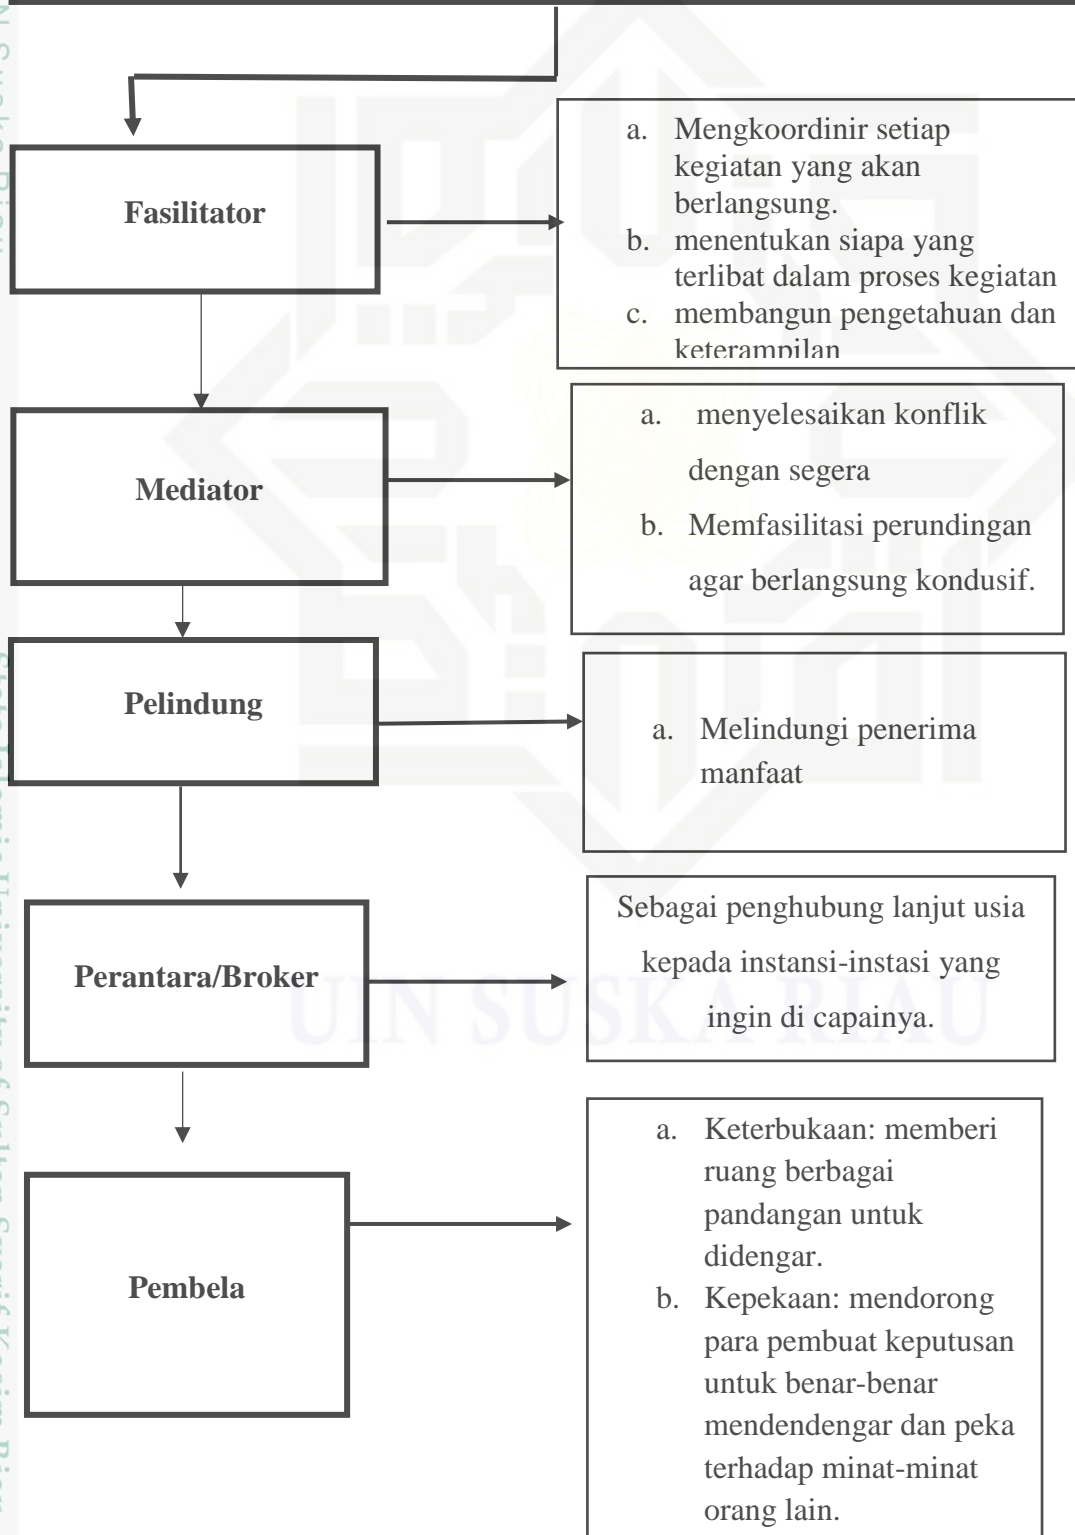 Fasilitator
a. Mengkoordinir setiap
kegiatan yang akan
berlangsung.
b. menentukan siapa yang
terlibat dalam proses kegiatan
c. membangun pengetahuan dan
keterampilan
Mediator
a. menyelesaikan konflik
dengan segera
b. Memfasilitasi perundingan
agar berlangsung kondusif.
Pelindung
a. Melindungi penerima
manfaat
Perantara/Broker
Sebagai penghubung lanjut usia
kepada instansi-instasi yang
ingin di capainya.
UIN SUSKA RIAU
Pembela
a. Keterbukaan: memberi
ruang berbagai
pandangan untuk
didengar.
b. Kepekaan: mendorong
para pembuat keputusan
untuk benar-benar
mendendengar dan peka
terhadap minat-minat
orang lain.